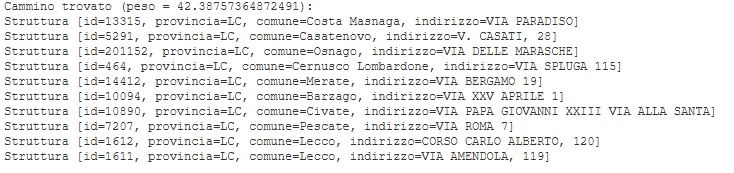 Cammino trovato (peso = 42.38757364872491):
Struttura [id=13315, provincia=LC, comune=Costa Masnaga, indirizzo=VIA PARADISO]
Struttura [id=5291, provincia=LC, comune=Casatenovo, indirizzo=V. CASATI, 28]
Struttura [id=201152, provincia=LC, comune=Osnago, indirizzo=VIA DELLE MARASCHE]
Struttura [id=464, provincia=LC, comune=Cernusco Lombardone, indirizzo=VIA SPLUGA 115]
Struttura [id=14412, provincia=LC, comune=Merate, indirizzo=VIA BERGAMO 19]
Struttura [id=10094, provincia=LC, comune=Barzago, indirizzo=VIA XXV APRILE 1]
Struttura [id=10890, provincia=LC, comune=Civate, indirizzo=VIA PAPA GIOVANNI XXIII VIA ALLA SANTA]
Struttura [id=7207, provincia=LC, comune=Pescate, indirizzo=VIA ROMA 7]
Struttura [id=1612, provincia=LC, comune=Lecco, indirizzo=CORSO CARLO ALBERTO, 120]
Struttura [id=1611, provincia=LC, comune=Lecco, indirizzo=VIA AMENDOLA, 119]